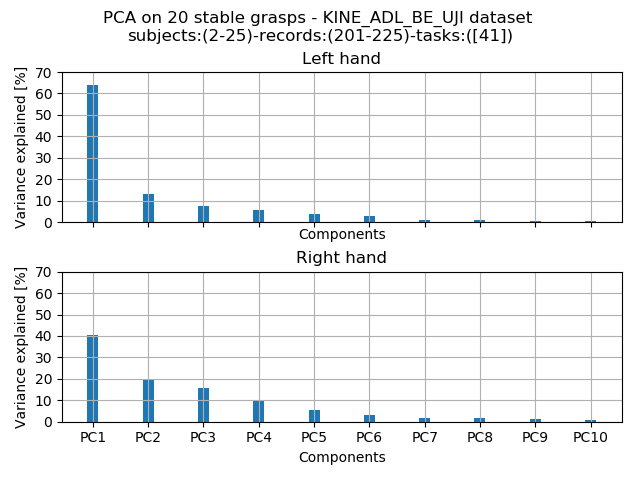 PCA on 20 stable grasps - KINE_ADL_BE_UJI dataset
subjects:(2-25)-records:(201-225)-tasks:([41])
Left hand
Variance explained [%]
70
60
50
40
30
20
10
0
Components
Right hand
Variance explained [%]
70
60
50
40
30
20
10
0
PC1 PC2 PC3 PC4 PC5 PC6 PC7 PC8 PC9 PC10
Components